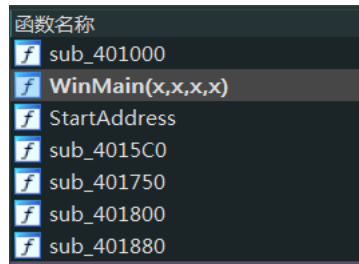 函数名称
f sub_401000
f WinMain(x,x,x,x)
f StartAddress
f sub_4015C0
f sub_401750
f sub_401800
f sub_401880